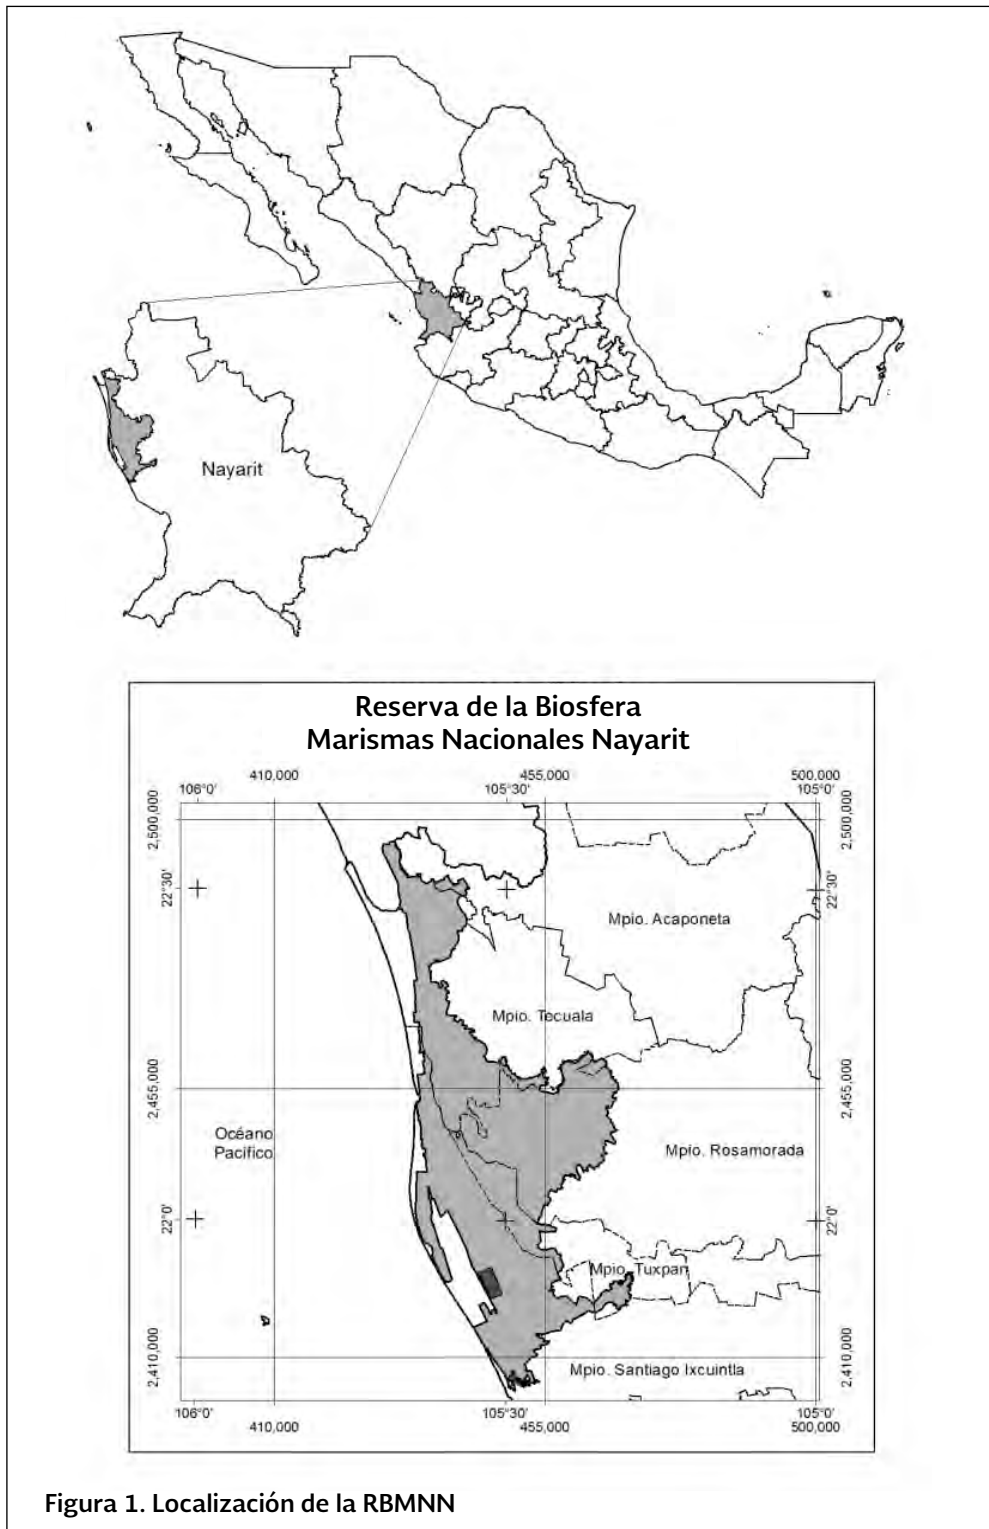 Nayarit
Reserva de la Biosfera
Marismas Nacionales Nayarit
410,000 455,000 500,000
106°0' 105°30' 105°0'
2,500,000 2,500,000
22°30' 22°30'
Mpio. Acaponeta
Mpio. Tecuala
2,455,000 2,455,000
Océano
Pacífico
Mpio. Rosamorada
22°0' 22°0'
Mpio. Tuxpan
2,410,000 2,410,000
Mpio. Santiago Ixcuintla
106°0' 105°30' 105°0'
410,000 455,000 500,000
Figura 1. Localización de la RBMNN